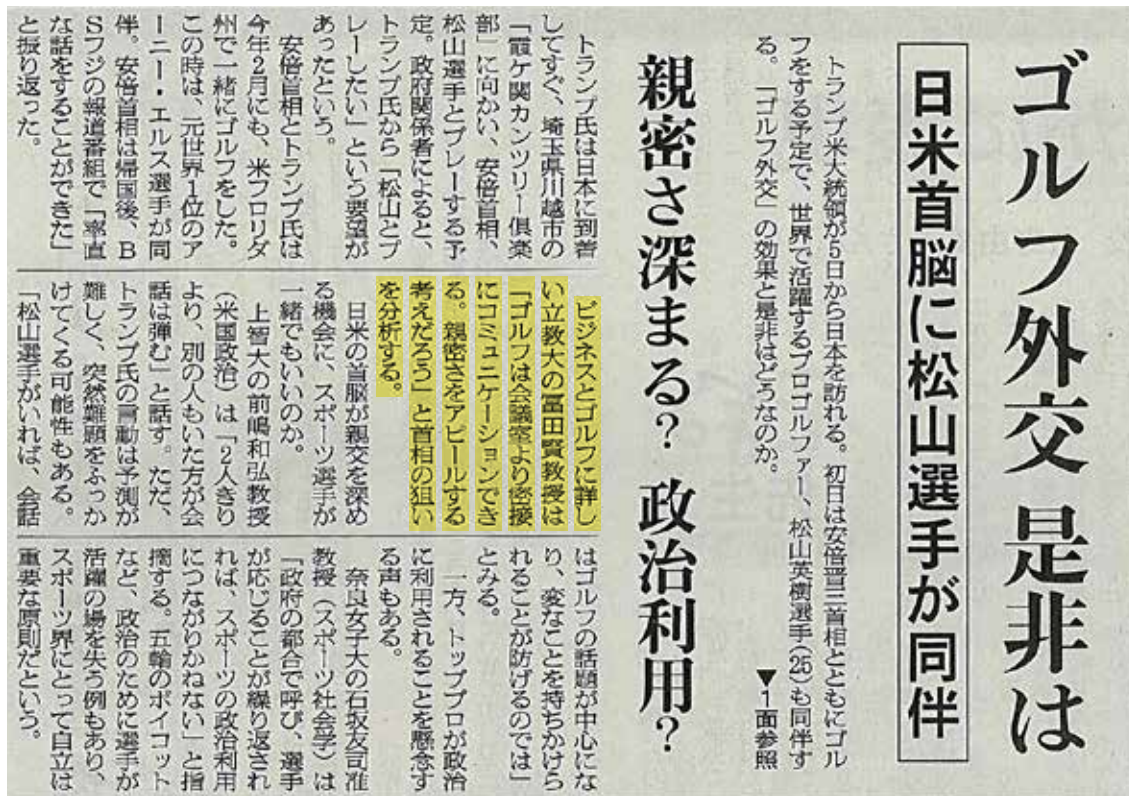 ゴルフ外交 是非は
日米首脳に松山選手が同伴
トランプ米大統領が5日から日本を訪れる。初日は安倍晋三首相とともにゴル
フをする予定で、世界で活躍するプロゴルファー、松山英樹選手(25)も同伴す
る。「ゴルフ外交」の効果と是非はどうなのか。
▼1面参照
親密さ深まる? 政治利用?
トランプ氏は日本に到着
してすぐ、埼玉県川越市の
「霞ケ関カンツリー倶楽
部」に向かい、安倍首相、
松山選手とプレーする予
定。政府関係者によると、
トランプ氏から「松山とプ
レーしたい」という要望が
あったという。
安倍首相とトランプ氏は
今年2月にも、米フロリダ
州で一緒にゴルフをした。
この時は、元世界1位のア
ーニー・エルス選手が同
伴。安倍首相は帰国後、B
Sフジの報道番組で「率直
な話をすることができた」
と振り返った。
ビジネスとゴルフに詳し
い立教大の冨田賢教授は
「ゴルフは会議室より密接
にコミュニケーションでき
る。親密さをアピールする
考えだろう」と首相の狙い
を分析する。
日米の首脳が親交を深め
る機会に、スポーツ選手が
一緒でもいいのか。
上智大の前嶋和弘教授
(米国政治)は「2人きり
より、別の人もいた方が会
話は弾む」と話す。ただ、
トランプ氏の言動は予測が
難しく、突然難題をふっか
けてくる可能性もある。
「松山選手がいれば、会話
はゴルフの話題が中心にな
り、変なことを持ちかけら
れることが防げるのでは」
とみる。
一方、トッププロが政治
に利用されることを懸念す
る声もある。
奈良女子大の石坂友司准
教授(スポーツ社会学)は
「政府の都合で呼び、選手
が応じることが繰り返され
れば、スポーツの政治利用
につながりかねない」と指
摘する。五輪のボイコット
など、政治のために選手が
活躍の場を失う例もあり、
スポーツ界にとって自立は
重要な原則だという。